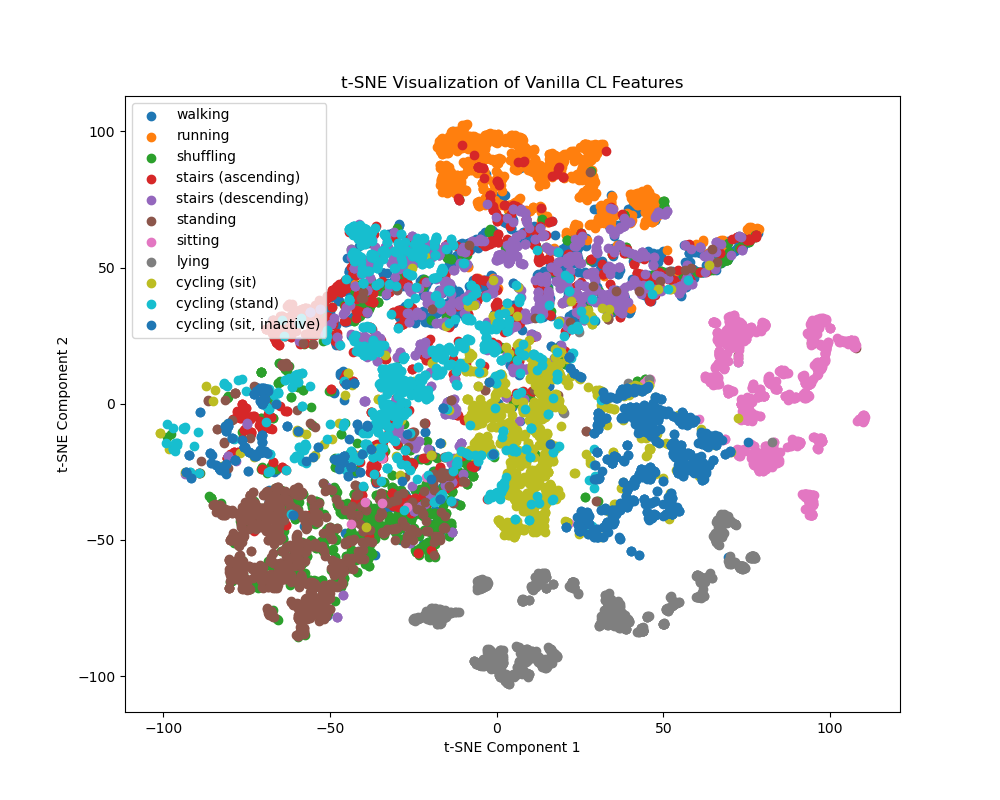 t-SNE Visualization of Vanilla CL Features
walking
running
shuffling
stairs (ascending)
stairs (descending)
standing
sitting
lying
cycling (sit)
cycling (stand)
cycling (sit, inactive)
100
50
0
−50
−100
t-SNE Component 2
−100
−50
0
50
100
t-SNE Component 1